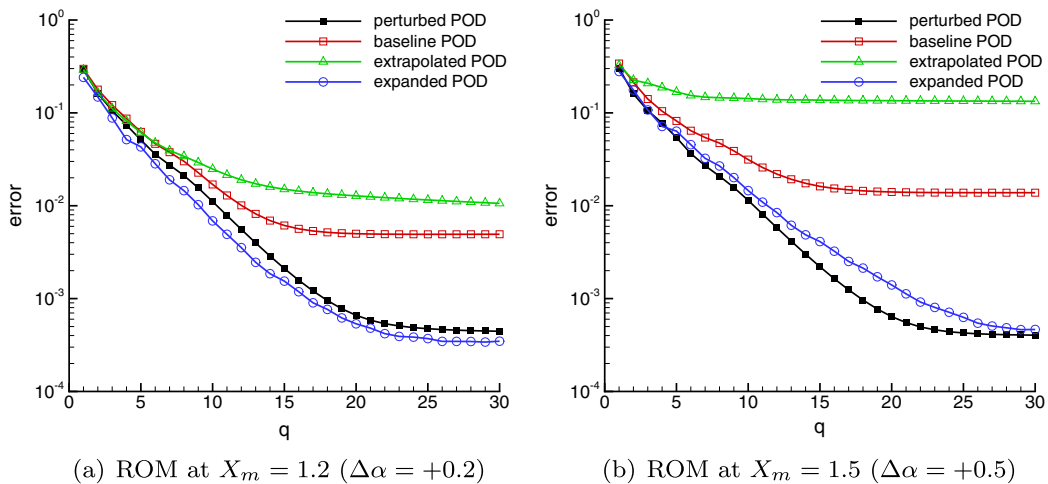 perturbed POD
baseline POD
extrapolated POD
expanded POD
10^0
10^-1
10^-2
10^-3
10^-4
error
0 5 10 15 20 25 30
q
(a) ROM at X_m = 1.2 (Δα = +0.2)
perturbed POD
baseline POD
extrapolated POD
expanded POD
10^0
10^-1
10^-2
10^-3
10^-4
error
0 5 10 15 20 25 30
q
(b) ROM at X_m = 1.5 (Δα = +0.5)